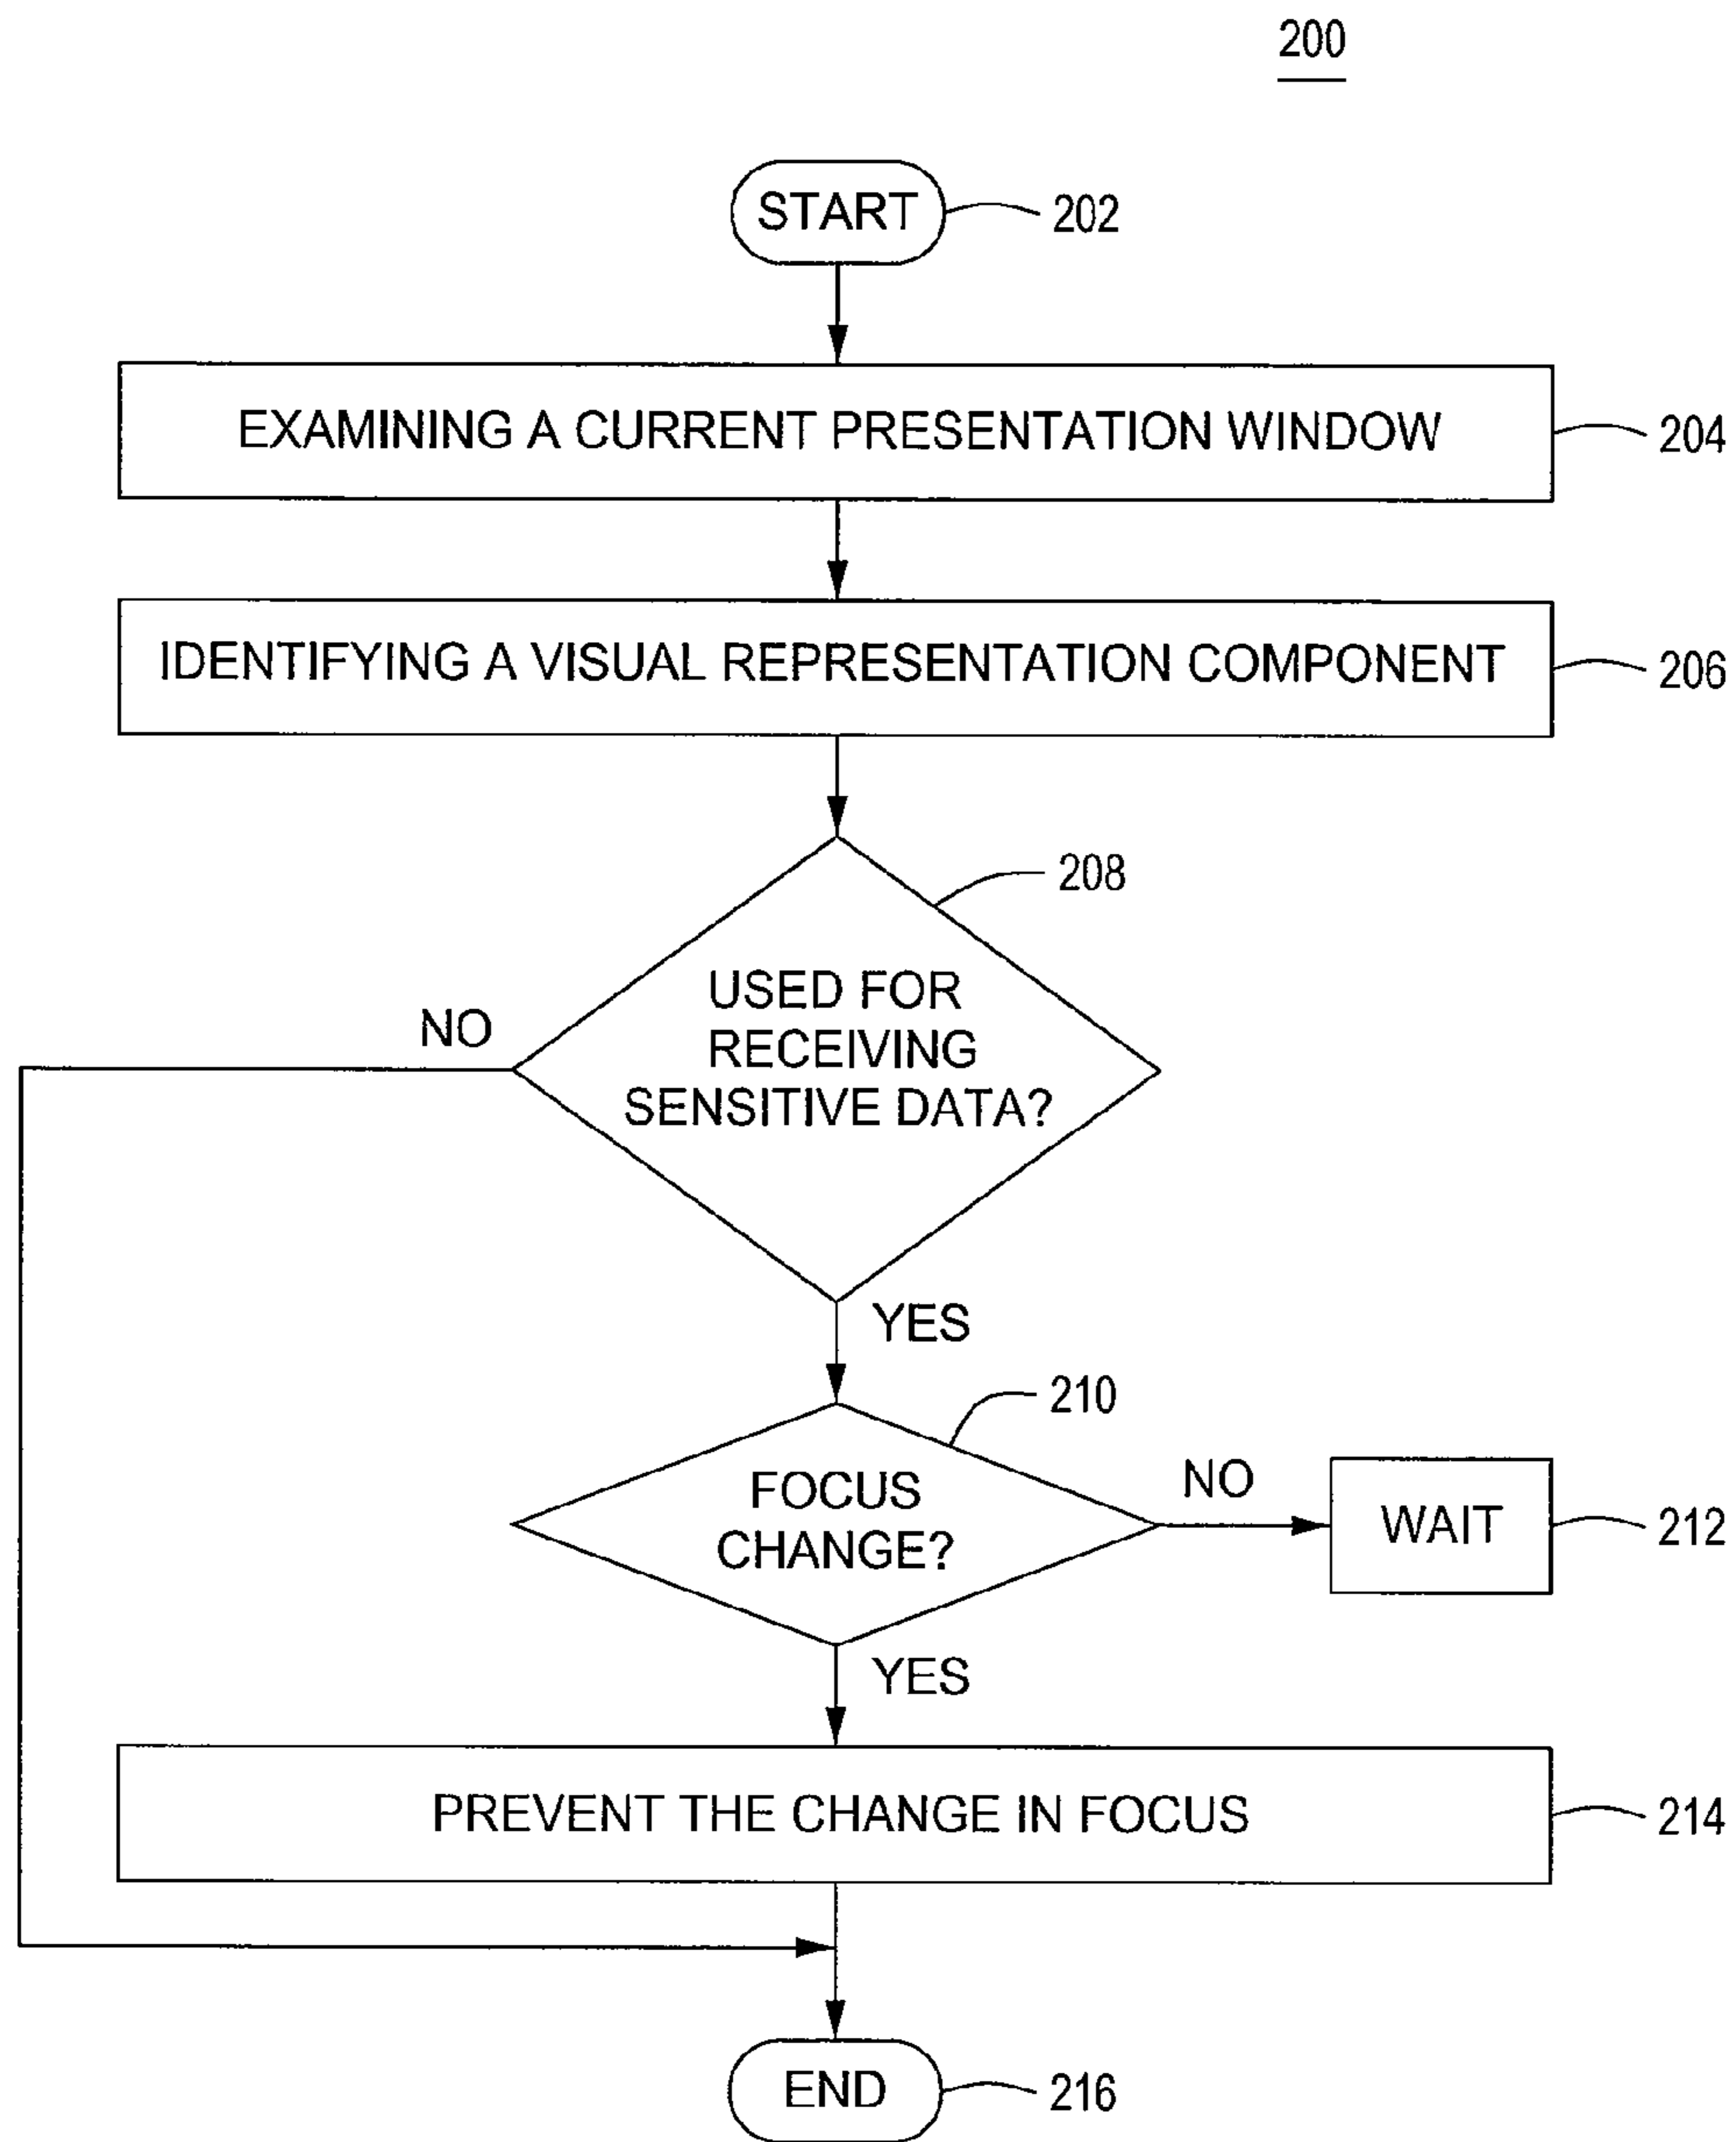 200
START
202
EXAMINING A CURRENT PRESENTATION WINDOW
204
IDENTIFYING A VISUAL REPRESENTATION COMPONENT
206
208
USED FOR
RECEIVING
SENSITIVE DATA?
NO
YES
210
FOCUS
CHANGE?
NO
WAIT
212
YES
PREVENT THE CHANGE IN FOCUS
214
END
216